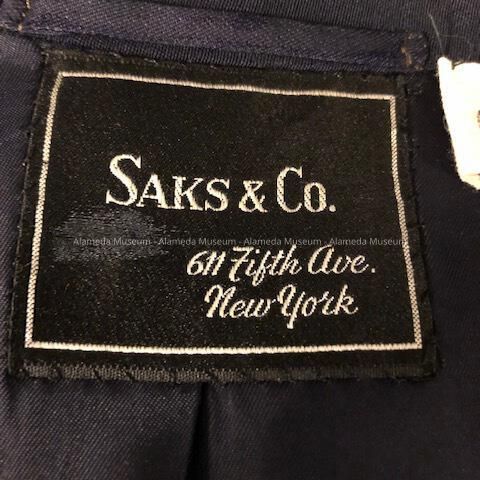 SAKS & CO.
Alameda Museum - Alameda Museum - Alameda Museum - Alameda Museum
611 Fifth Ave.
New York